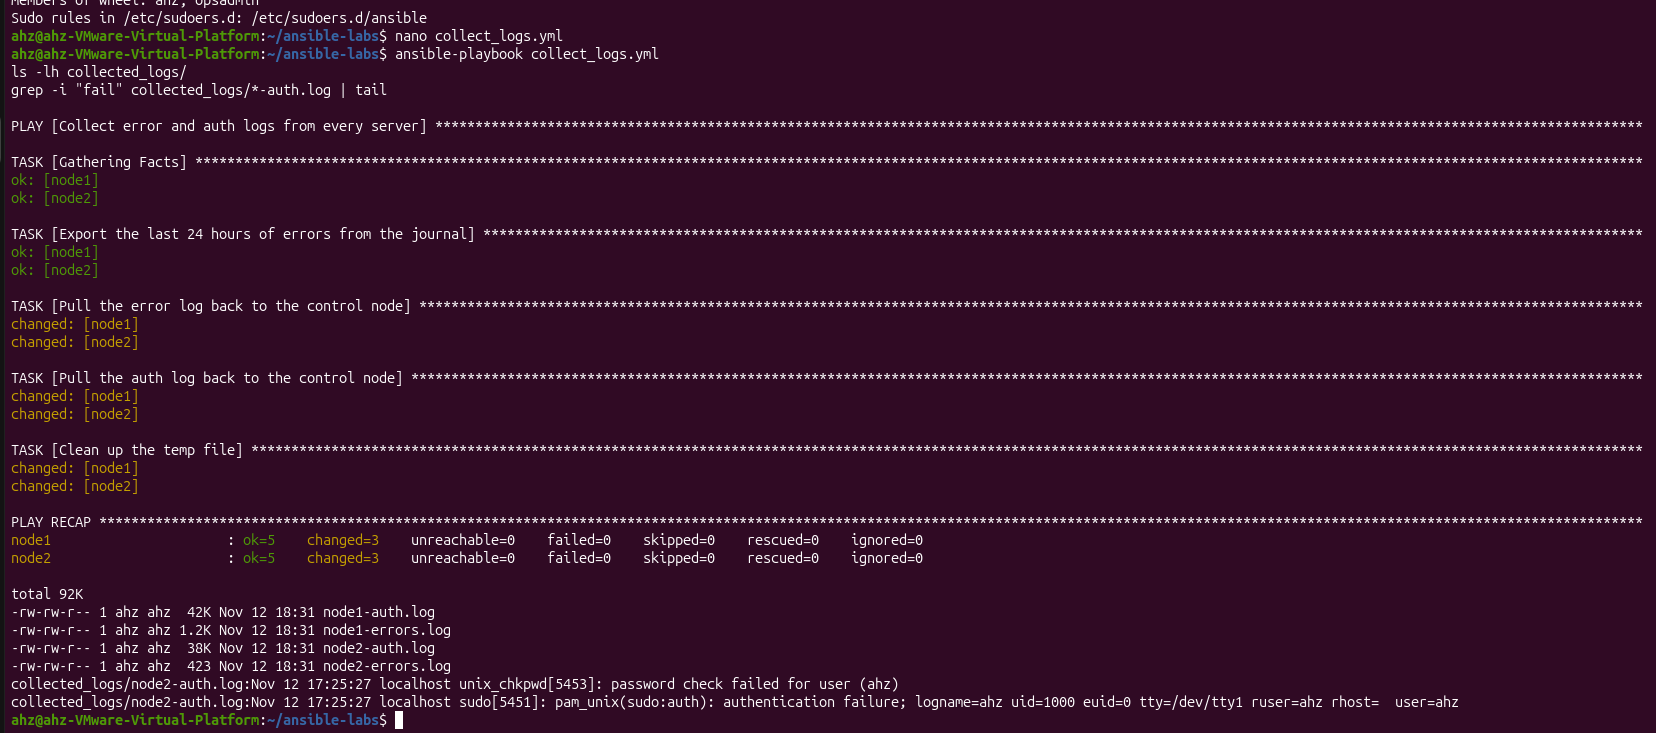 Members of wheel: ahz, opsadmin
Sudo rules in /etc/sudoers.d: /etc/sudoers.d/ansible
ahz@ahz-VMware-Virtual-Platform:~/ansible-labs$ nano collect_logs.yml
ahz@ahz-VMware-Virtual-Platform:~/ansible-labs$ ansible-playbook collect_logs.yml
ls -lh collected_logs/
grep -i "fail" collected_logs/*-auth.log | tail

PLAY [Collect error and auth logs from every server] *******************************************************************************************************************************************************

TASK [Gathering Facts] *************************************************************************************************************************************************************************************
ok: [node1]
ok: [node2]

TASK [Export the last 24 hours of errors from the journal] *************************************************************************************************************************************************
ok: [node1]
ok: [node2]

TASK [Pull the error log back to the control node] *********************************************************************************************************************************************************
changed: [node1]
changed: [node2]

TASK [Pull the auth log back to the control node] **********************************************************************************************************************************************************
changed: [node1]
changed: [node2]

TASK [Clean up the temp file] ******************************************************************************************************************************************************************************
changed: [node1]
changed: [node2]

PLAY RECAP *************************************************************************************************************************************************************************************************
node1                      : ok=5    changed=3    unreachable=0    failed=0    skipped=0    rescued=0    ignored=0
node2                      : ok=5    changed=3    unreachable=0    failed=0    skipped=0    rescued=0    ignored=0

total 92K
-rw-rw-r-- 1 ahz ahz  42K Nov 12 18:31 node1-auth.log
-rw-rw-r-- 1 ahz ahz 1.2K Nov 12 18:31 node1-errors.log
-rw-rw-r-- 1 ahz ahz  38K Nov 12 18:31 node2-auth.log
-rw-rw-r-- 1 ahz ahz  423 Nov 12 18:31 node2-errors.log
collected_logs/node2-auth.log:Nov 12 17:25:27 localhost unix_chkpwd[5453]: password check failed for user (ahz)
collected_logs/node2-auth.log:Nov 12 17:25:27 localhost sudo[5451]: pam_unix(sudo:auth): authentication failure; logname=ahz uid=1000 euid=0 tty=/dev/tty1 ruser=ahz rhost=  user=ahz
ahz@ahz-VMware-Virtual-Platform:~/ansible-labs$